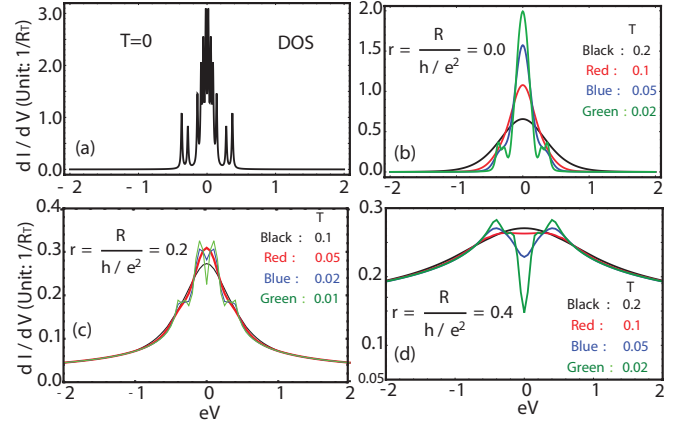 d I / d V (Unit: 1/R_T)
3.0
2.0
1.0
0.0
T=0
DOS
(a)
-2 -1 0 1 2
2.0
1.5
1.0
0.5
0.0
r = R / h / e² = 0.0
T
Black : 0.2
Red : 0.1
Blue : 0.05
Green : 0.02
(b)
-2 -1 0 1 2
d I / d V (Unit: 1/R_T)
0.4
0.3
0.2
0.1
0.0
r = R / h / e² = 0.2
T
Black : 0.1
Red : 0.05
Blue : 0.02
Green : 0.01
(c)
-2 -1 0 1 2
eV
0.3
0.2
0.1
0.05
r = R / h / e² = 0.4
T
Black : 0.2
Red : 0.1
Blue : 0.05
Green : 0.02
(d)
-2 -1 0 1 2
eV